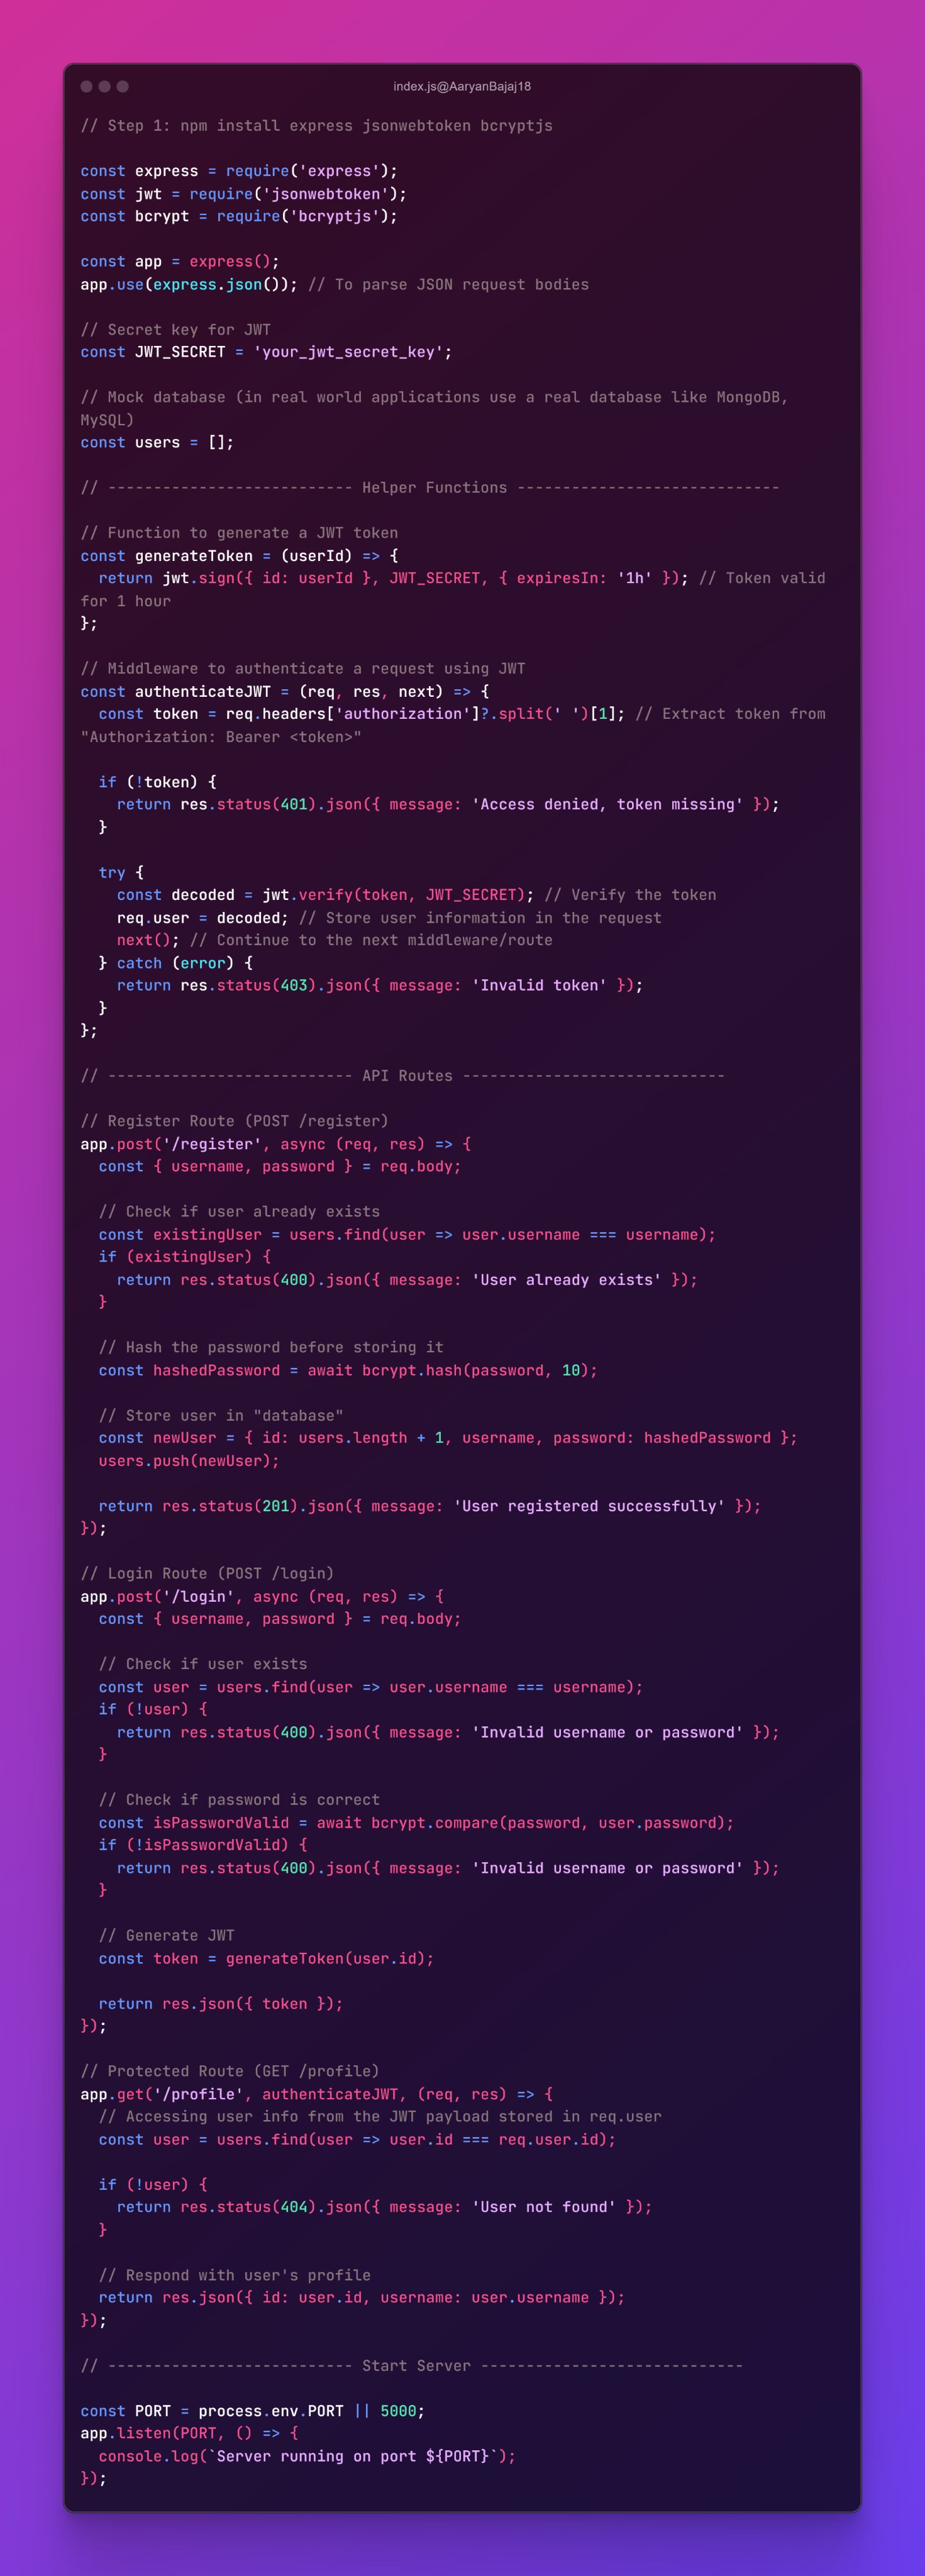 index.js@AaryanBajaj18
// Step 1: npm install express jsonwebtoken bcryptjs

const express = require('express');
const jwt = require('jsonwebtoken');
const bcrypt = require('bcryptjs');

const app = express();
app.use(express.json()); // To parse JSON request bodies

// Secret key for JWT
const JWT_SECRET = 'your_jwt_secret_key';

// Mock database (in real world applications use a real database like MongoDB,
MySQL)
const users = [];

// --------------------------- Helper Functions -----------------------------

// Function to generate a JWT token
const generateToken = (userId) => {
  return jwt.sign({ id: userId }, JWT_SECRET, { expiresIn: '1h' }); // Token valid
for 1 hour
};

// Middleware to authenticate a request using JWT
const authenticateJWT = (req, res, next) => {
  const token = req.headers['authorization']?.split(' ')[1]; // Extract token from
"Authorization: Bearer <token>"

  if (!token) {
    return res.status(401).json({ message: 'Access denied, token missing' });
  }

  try {
    const decoded = jwt.verify(token, JWT_SECRET); // Verify the token
    req.user = decoded; // Store user information in the request
    next(); // Continue to the next middleware/route
  } catch (error) {
    return res.status(403).json({ message: 'Invalid token' });
  }
};

// --------------------------- API Routes -----------------------------

// Register Route (POST /register)
app.post('/register', async (req, res) => {
  const { username, password } = req.body;

  // Check if user already exists
  const existingUser = users.find(user => user.username === username);
  if (existingUser) {
    return res.status(400).json({ message: 'User already exists' });
  }

  // Hash the password before storing it
  const hashedPassword = await bcrypt.hash(password, 10);

  // Store user in "database"
  const newUser = { id: users.length + 1, username, password: hashedPassword };
  users.push(newUser);

  return res.status(201).json({ message: 'User registered successfully' });
});

// Login Route (POST /login)
app.post('/login', async (req, res) => {
  const { username, password } = req.body;

  // Check if user exists
  const user = users.find(user => user.username === username);
  if (!user) {
    return res.status(400).json({ message: 'Invalid username or password' });
  }

  // Check if password is correct
  const isPasswordValid = await bcrypt.compare(password, user.password);
  if (!isPasswordValid) {
    return res.status(400).json({ message: 'Invalid username or password' });
  }

  // Generate JWT
  const token = generateToken(user.id);

  return res.json({ token });
});

// Protected Route (GET /profile)
app.get('/profile', authenticateJWT, (req, res) => {
  // Accessing user info from the JWT payload stored in req.user
  const user = users.find(user => user.id === req.user.id);

  if (!user) {
    return res.status(404).json({ message: 'User not found' });
  }

  // Respond with user's profile
  return res.json({ id: user.id, username: user.username });
});

// --------------------------- Start Server -----------------------------

const PORT = process.env.PORT || 5000;
app.listen(PORT, () => {
  console.log(`Server running on port ${PORT}`);
});